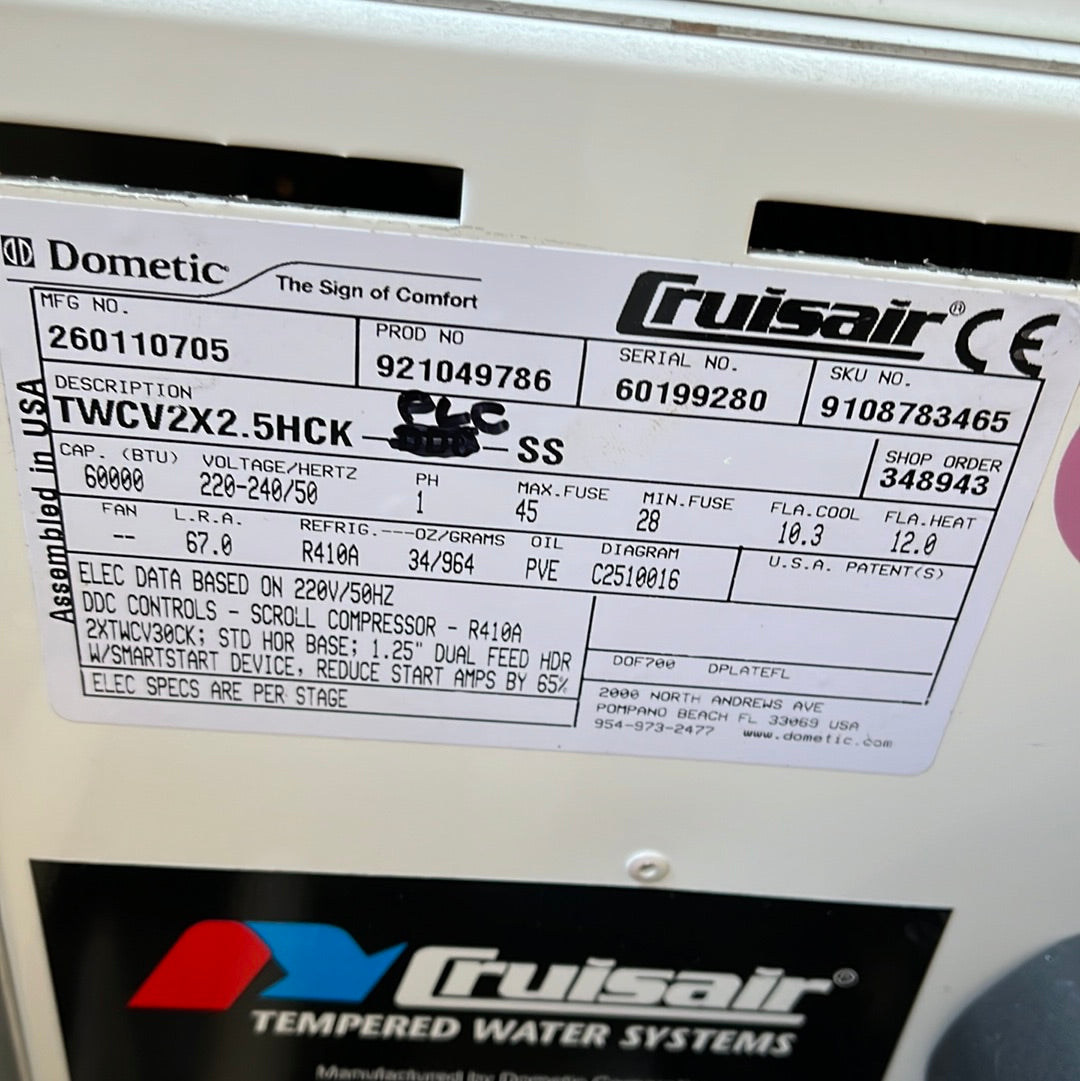 Dometic
The Sign of Comfort
Cruisair® CE
MFG NO. PROD NO SERIAL NO. SKU NO.
260110705 921049786 60199280 9108783465
DESCRIPTION
TWCV2X2.5HCK - PLC - SS
SHOP ORDER
348943
CAP. (BTU) VOLTAGE/HERTZ PH MAX.FUSE MIN.FUSE FLA.COOL FLA.HEAT
60000 220-240/50 1 45 28 10.3 12.0
FAN L.R.A. REFRIG.---OZ/GRAMS OIL DIAGRAM U.S.A. PATENT(S)
-- 67.0 R410A 34/964 PVE C2510016
ELEC DATA BASED ON 220V/50HZ
DDC CONTROLS - SCROLL COMPRESSOR - R410A
2XTWCV30CK; STD HOR BASE; 1.25" DUAL FEED HDR
W/SMARTSTART DEVICE, REDUCE START AMPS BY 65%
ELEC SPECS ARE PER STAGE
DOF700 DPLATEFL
2000 NORTH ANDREWS AVE
POMPANO BEACH FL 33069 USA
954-973-2477 www.dometic.com
Assembled in USA
Cruisair®
TEMPERED WATER SYSTEMS
Manufactured by Dometic